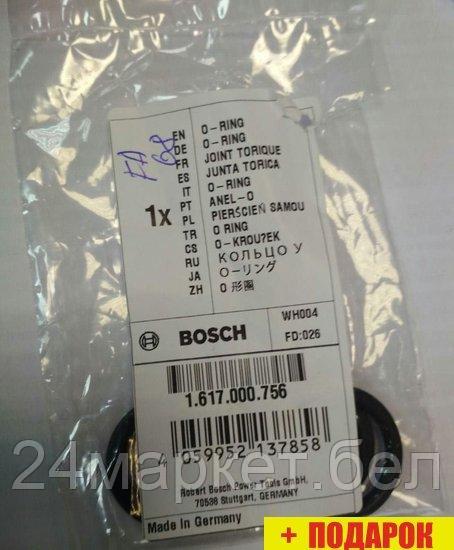 FA
68
1x
EN O-RING
DE O-RING
FR JOINT TORIQUE
ES JUNTA TORICA
IT O-RING
PT ANEL-O
PL PIERŚCIEŃ SAMOU
TR O RING
CS O-KROU?EK
RU КОЛЬЦО У
JA O-リング
ZH O 形圈
BOSCH
WH004
FD:026
1.617.000.756
4 059952 137858
Robert Bosch Power Tools GmbH,
70538 Stuttgart, GERMANY
Made in Germany
24маркет.бел
+ ПОДАРОК